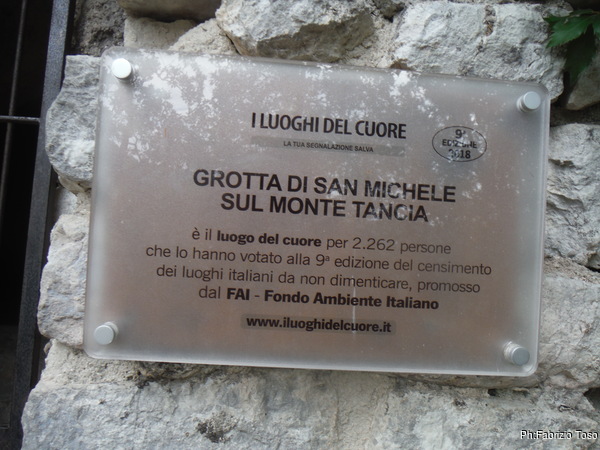 I LUOGHI DEL CUORE
LA TUA SEGNALAZIONE SALVA
9ª
EDIZIONE
2018
GROTTA DI SAN MICHELE
SUL MONTE TANCIA
è il luogo del cuore per 2.262 persone
che lo hanno votato alla 9ª edizione del censimento
dei luoghi italiani da non dimenticare, promosso
dal FAI - Fondo Ambiente Italiano
www.iluoghidelcuore.it
Ph:Fabrizio Toso